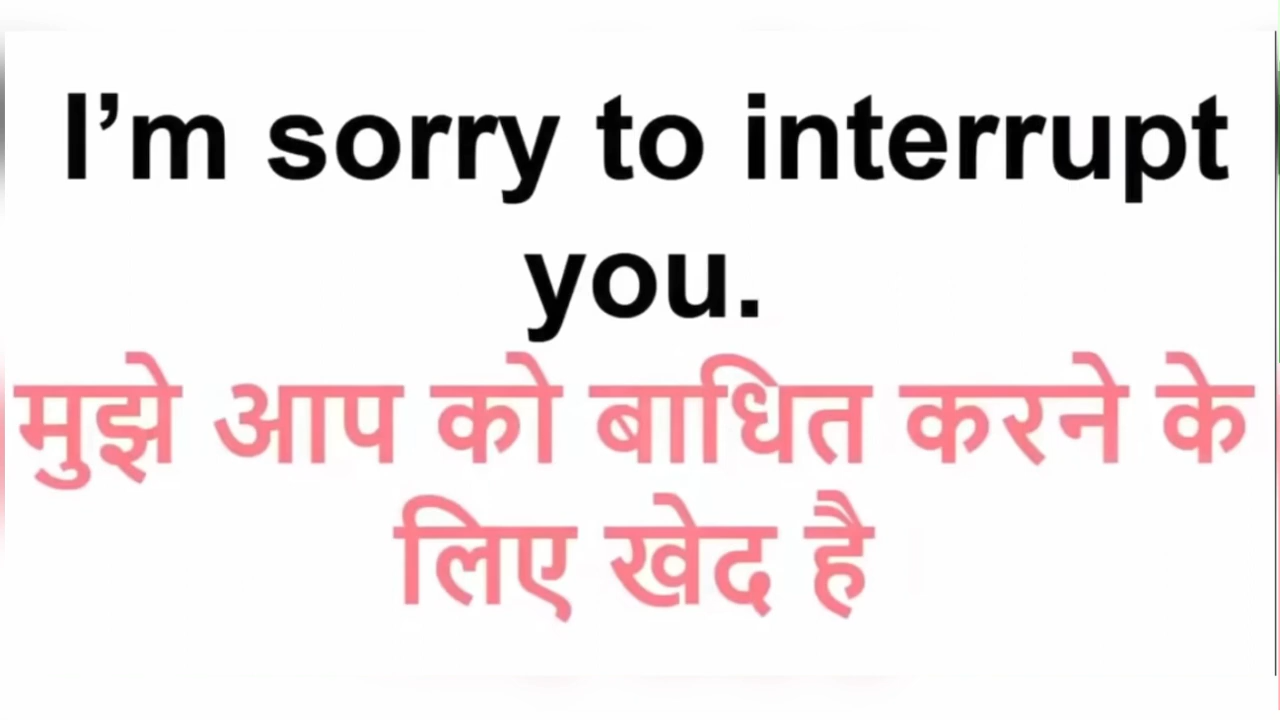 I’m sorry to interrupt
you.
मुझे आप को बाधित करने के
लिए खेद है